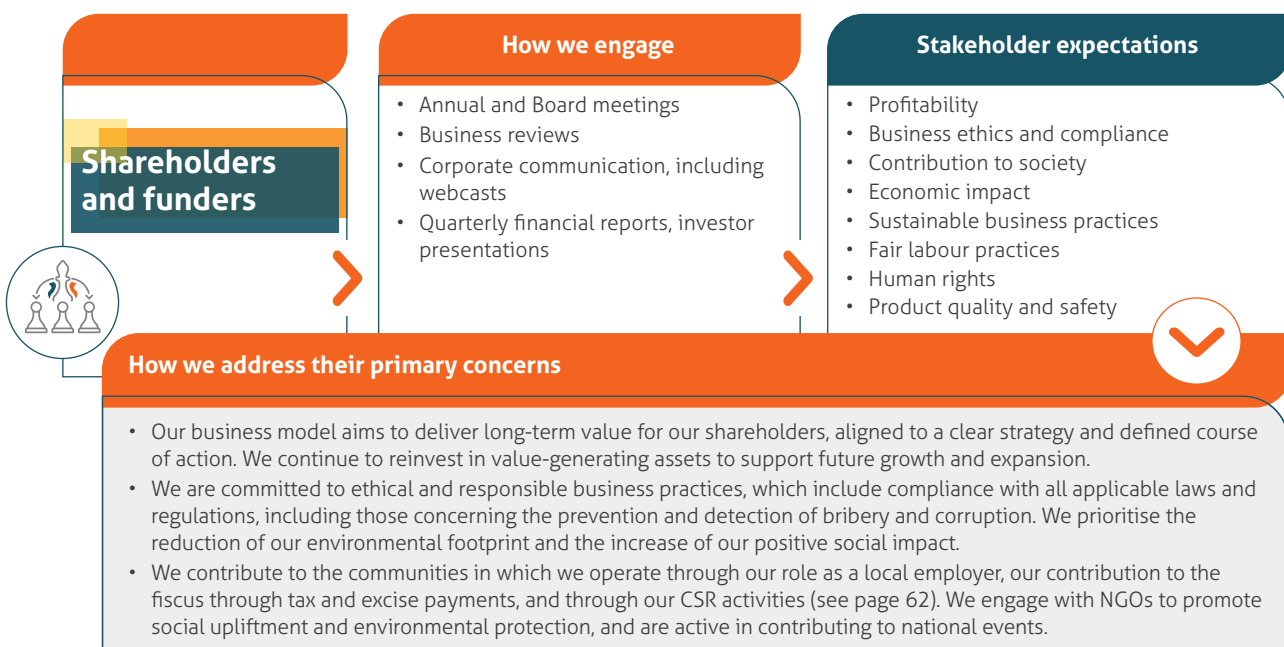 Shareholders
and funders
How we engage
• Annual and Board meetings
• Business reviews
• Corporate communication, including
webcasts
• Quarterly financial reports, investor
presentations
Stakeholder expectations
• Profitability
• Business ethics and compliance
• Contribution to society
• Economic impact
• Sustainable business practices
• Fair labour practices
• Human rights
• Product quality and safety
How we address their primary concerns
• Our business model aims to deliver long-term value for our shareholders, aligned to a clear strategy and defined course
of action. We continue to reinvest in value-generating assets to support future growth and expansion.
• We are committed to ethical and responsible business practices, which include compliance with all applicable laws and
regulations, including those concerning the prevention and detection of bribery and corruption. We prioritise the
reduction of our environmental footprint and the increase of our positive social impact.
• We contribute to the communities in which we operate through our role as a local employer, our contribution to the
fiscus through tax and excise payments, and through our CSR activities (see page 62). We engage with NGOs to promote
social upliftment and environmental protection, and are active in contributing to national events.